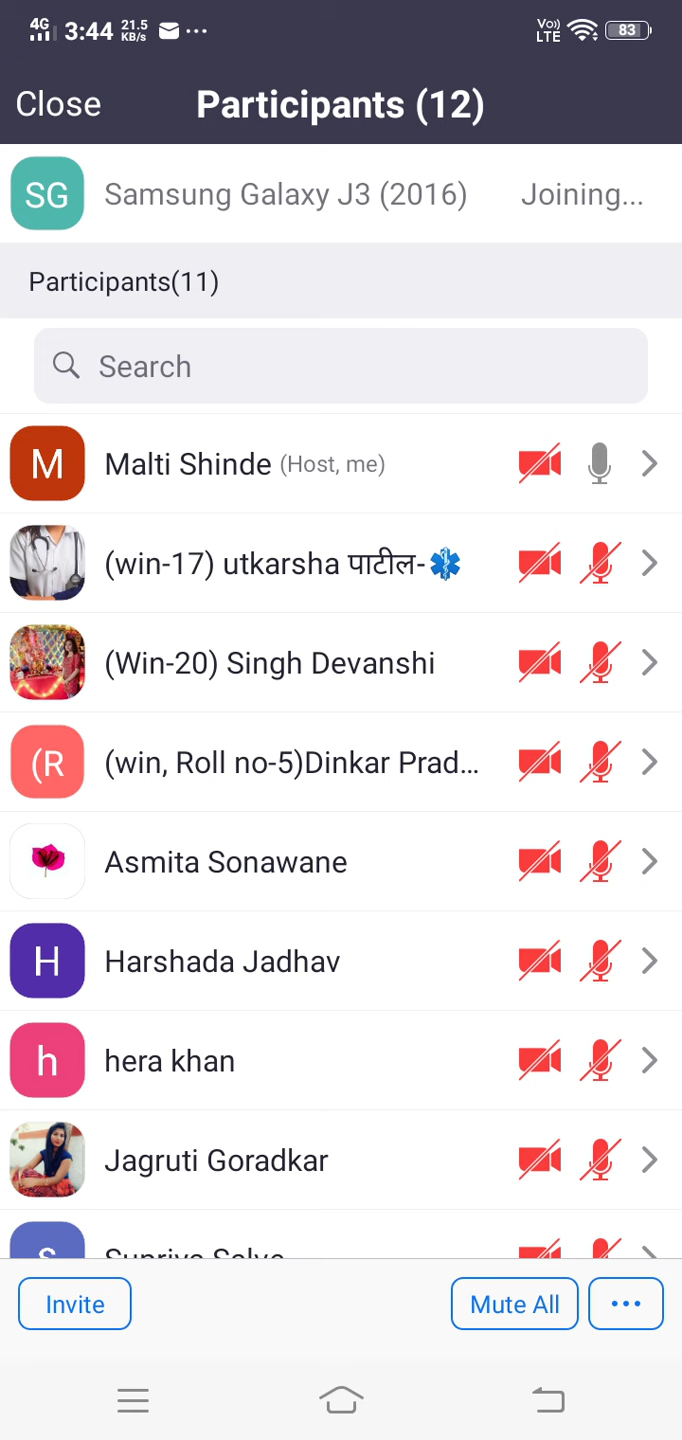 4G 3:44 21.5 KB/s ... Vo)) LTE 83
Close Participants (12)
SG Samsung Galaxy J3 (2016) Joining...
Participants(11)
Search
M Malti Shinde (Host, me)
(win-17) utkarsha पाटील-
(Win-20) Singh Devanshi
(R (win, Roll no-5)Dinkar Prad...
Asmita Sonawane
H Harshada Jadhav
h hera khan
Jagruti Goradkar
Invite Mute All ...